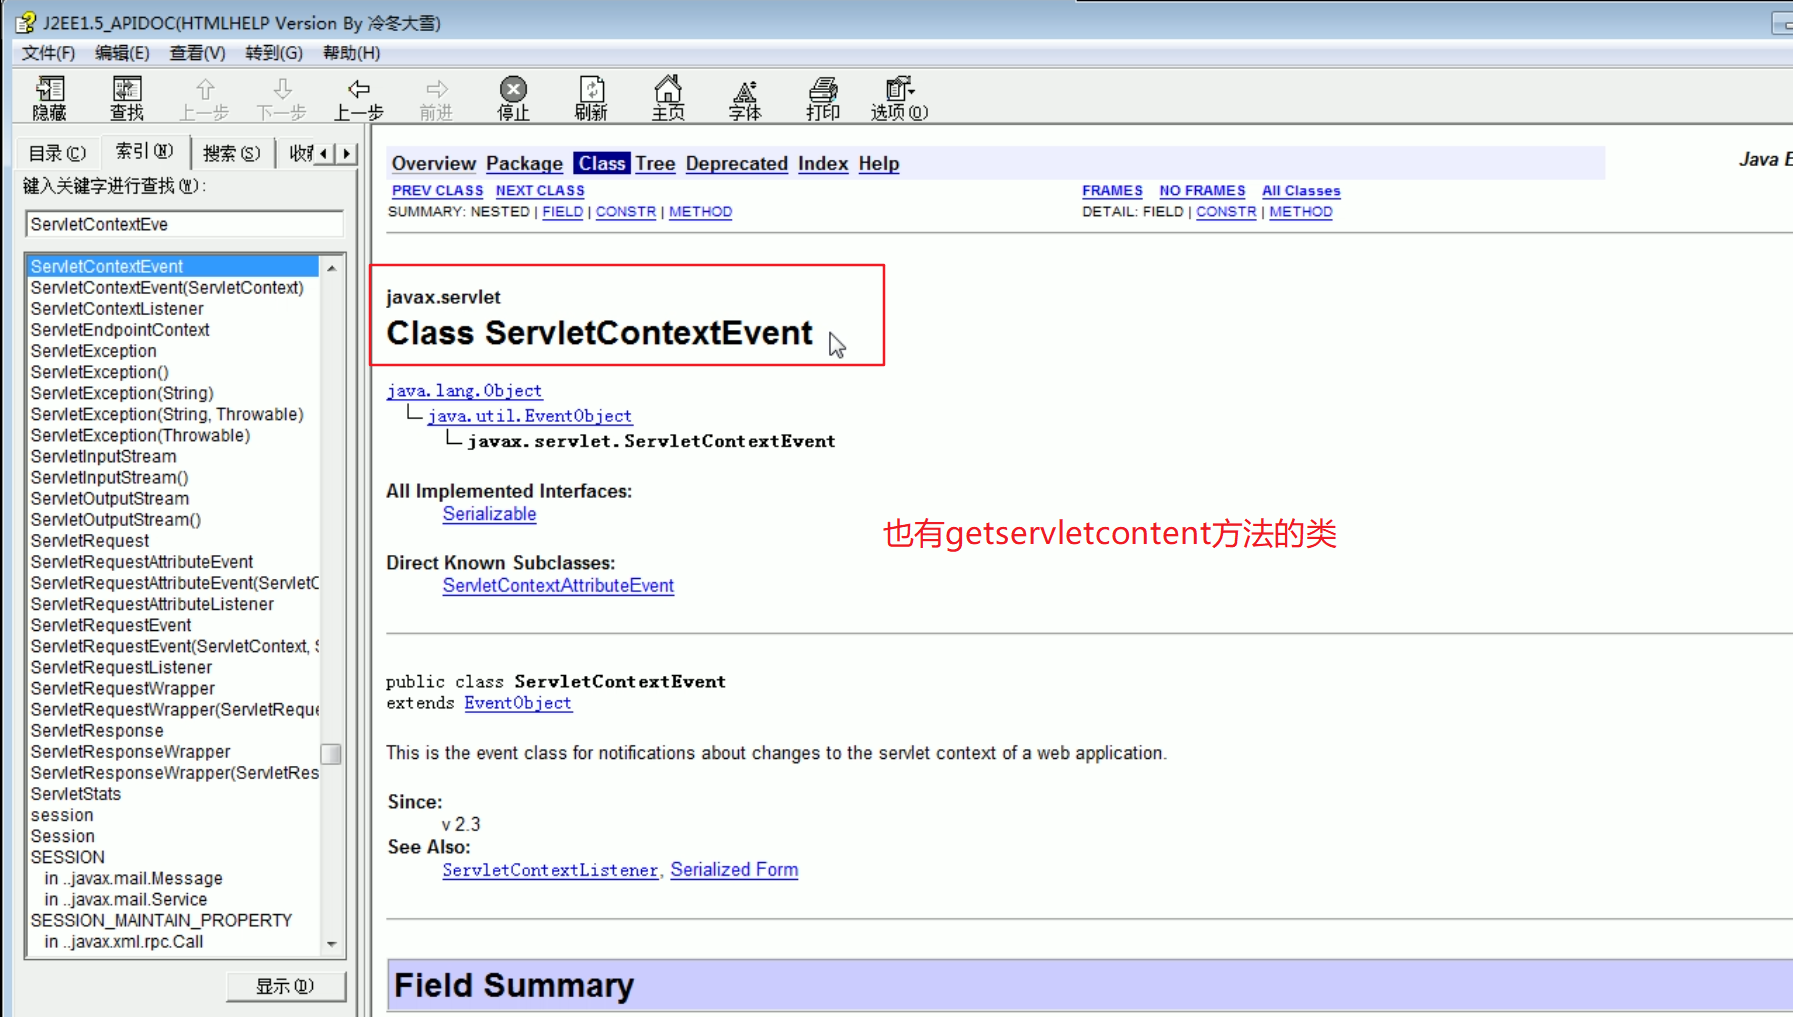 J2EE1.5_APIDOC(HTMLHELP Version By 冷冬大雪)
文件(F) 编辑(E) 查看(V) 转到(G) 帮助(H)
隐藏 查找 上一步 下一步 上一步 前进 停止 刷新 主页 字体 打印 选项(O)
目录(C) 索引(N) 搜索(S)
键入关键字进行查找(W):
ServletContextEve
ServletContextEvent
ServletContextEvent(ServletContext)
ServletContextListener
ServletEndpointContext
ServletException
ServletException()
ServletException(String)
ServletException(String, Throwable)
ServletException(Throwable)
ServletInputStream
ServletInputStream()
ServletOutputStream
ServletOutputStream()
ServletRequest
ServletRequestAttributeEvent
ServletRequestAttributeEvent(ServletC
ServletRequestAttributeListener
ServletRequestEvent
ServletRequestEvent(ServletContext,
ServletRequestListener
ServletRequestWrapper
ServletRequestWrapper(ServletReque
ServletResponse
ServletResponseWrapper
ServletResponseWrapper(ServletRes
ServletStats
session
Session
SESSION
in ..javax.mail.Message
in ..javax.mail.Service
SESSION_MAINTAIN_PROPERTY
in ..javax.xml.rpc.Call
显示(D)
Overview Package Class Tree Deprecated Index Help
Java E
PREV CLASS NEXT CLASS
FRAMES NO FRAMES All Classes
SUMMARY: NESTED | FIELD | CONSTR | METHOD
DETAIL: FIELD | CONSTR | METHOD
javax.servlet
Class ServletContextEvent
java.lang.Object
java.util.EventObject
javax.servlet.ServletContextEvent
All Implemented Interfaces:
Serializable
也有getservletcontent方法的类
Direct Known Subclasses:
ServletContextAttributeEvent
public class ServletContextEvent
extends EventObject
This is the event class for notifications about changes to the servlet context of a web application.
Since:
v 2.3
See Also:
ServletContextListener, Serialized Form
Field Summary